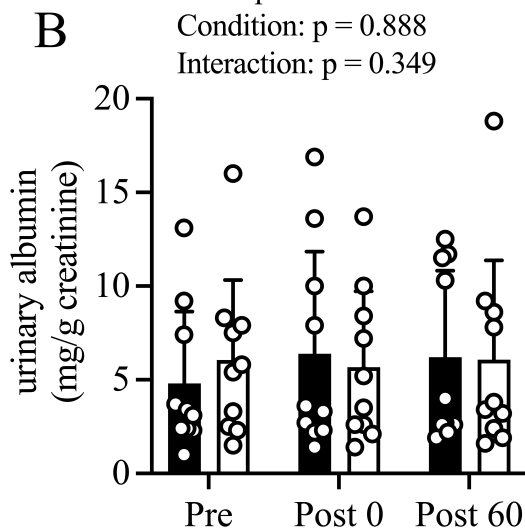 B
Condition: p = 0.888
Interaction: p = 0.349
urinary albumin
(mg/g creatinine)
20
15
10
5
0
Pre
Post 0
Post 60